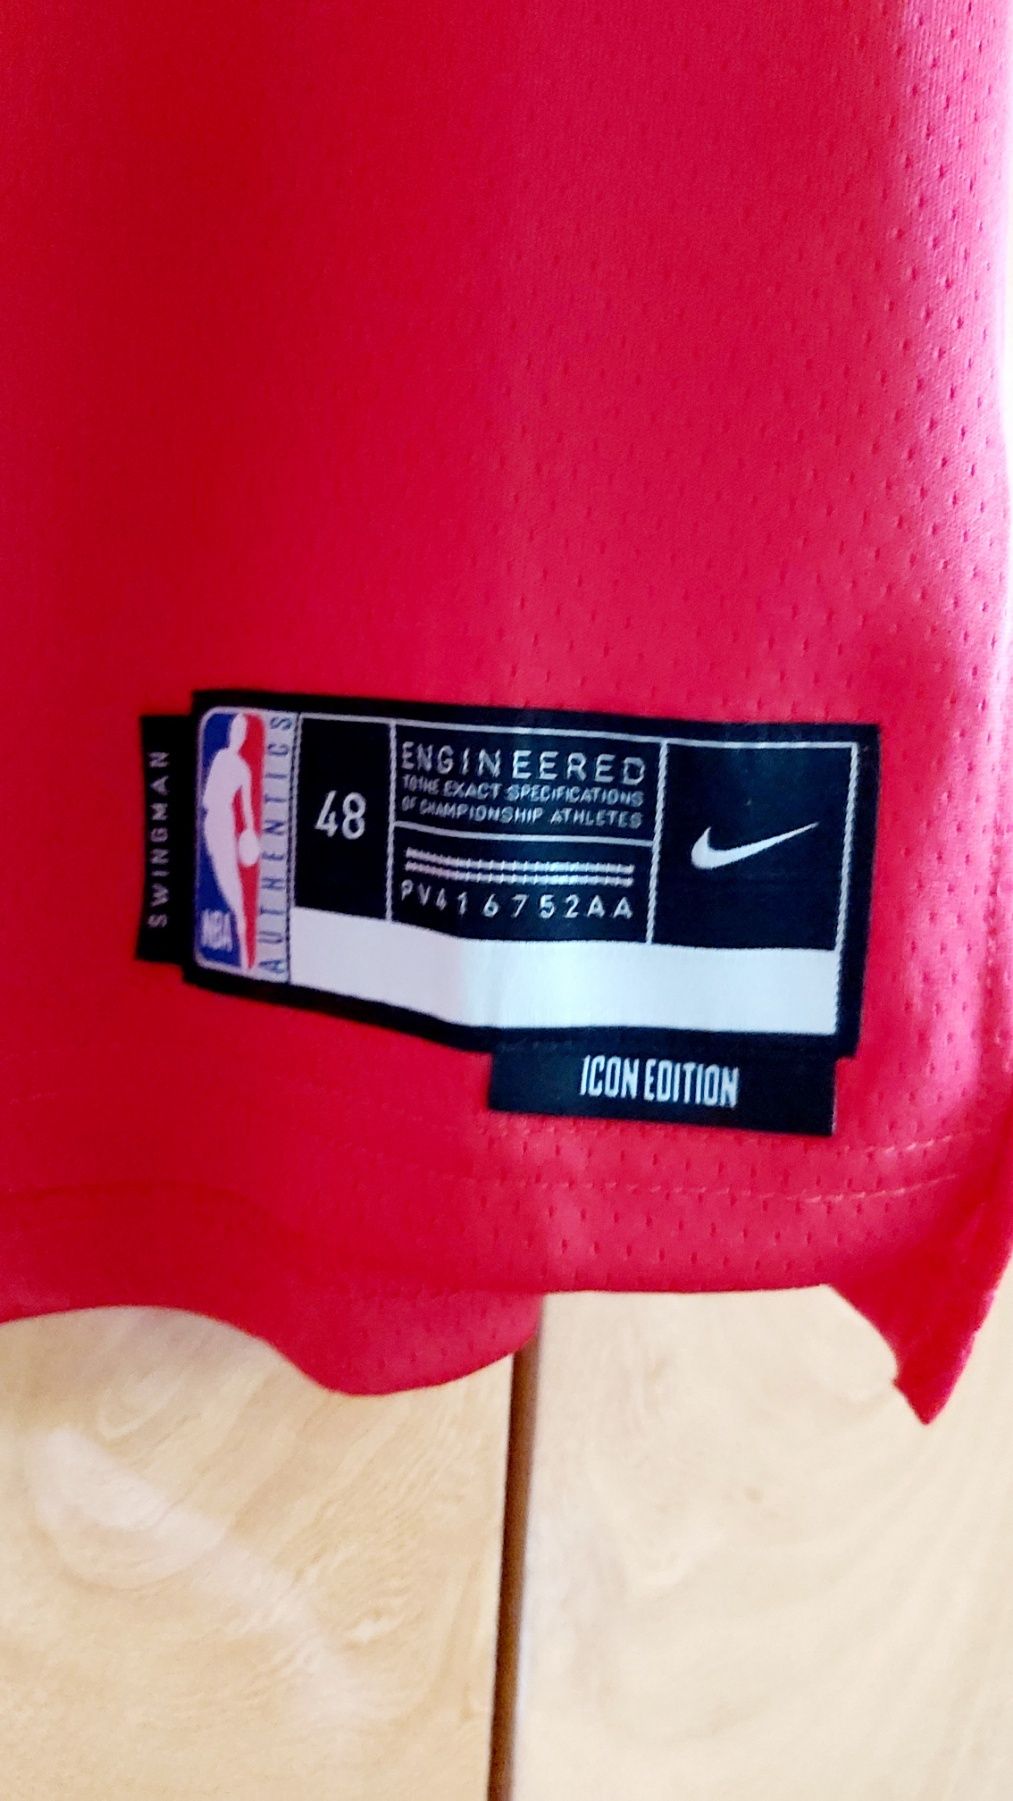 SWINGMAN
NBA
AUTHENTICS
48
ENGINEERED
TO THE EXACT SPECIFICATIONS
OF CHAMPIONSHIP ATHLETES
PV416752AA
ICON EDITION